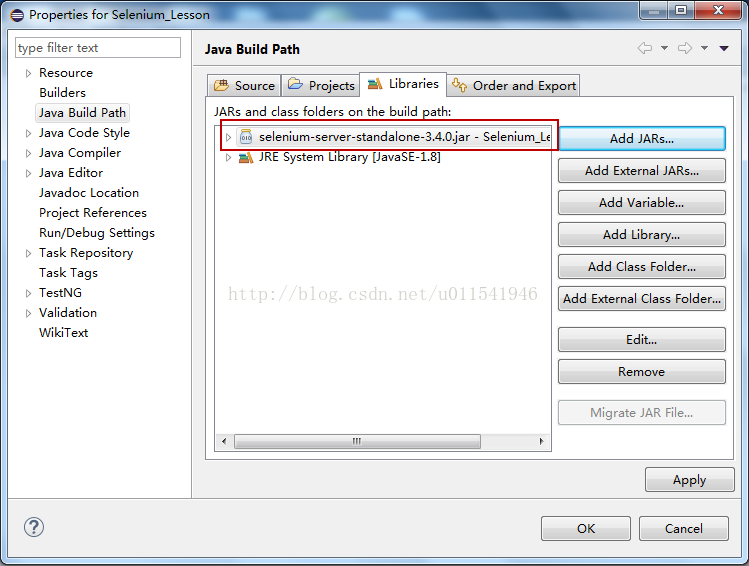 Properties for Selenium_Lesson
type filter text
Resource
Builders
Java Build Path
Java Code Style
Java Compiler
Java Editor
Javadoc Location
Project References
Run/Debug Settings
Task Repository
Task Tags
TestNG
Validation
WikiText
Java Build Path
Source
Projects
Libraries
Order and Export
JARs and class folders on the build path:
selenium-server-standalone-3.4.0.jar - Selenium_Le
JRE System Library [JavaSE-1.8]
http://blog.csdn.net/u011541946
Add JARs...
Add External JARs...
Add Variable...
Add Library...
Add Class Folder...
Add External Class Folder...
Edit...
Remove
Migrate JAR File...
Apply
OK
Cancel